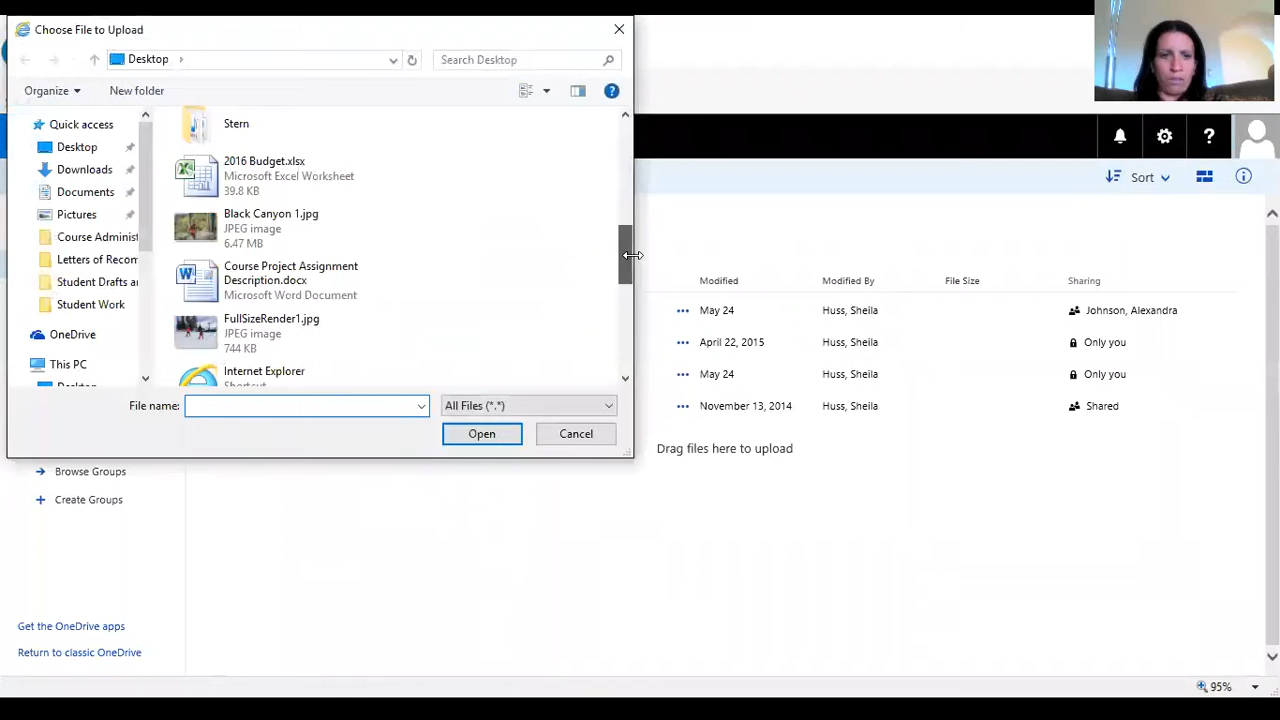 Choose File to Upload
Desktop
Search Desktop
Organize
New folder
Quick access
Desktop
Downloads
Documents
Pictures
Course Administ
Letters of Recom
Student Drafts ar
Student Work
OneDrive
This PC
Desktop
Stern
2016 Budget.xlsx
Microsoft Excel Worksheet
39.8 KB
Black Canyon 1.jpg
JPEG image
6.47 MB
Course Project Assignment
Description.docx
Microsoft Word Document
FullSizeRender1.jpg
JPEG image
744 KB
Internet Explorer
Shortcut
File name:
All Files (*.*)
Open
Cancel
Sort
Modified Modified By File Size Sharing
May 24 Huss, Sheila Johnson, Alexandra
April 22, 2015 Huss, Sheila Only you
May 24 Huss, Sheila Only you
November 13, 2014 Huss, Sheila Shared
Drag files here to upload
Browse Groups
Create Groups
Get the OneDrive apps
Return to classic OneDrive
95%